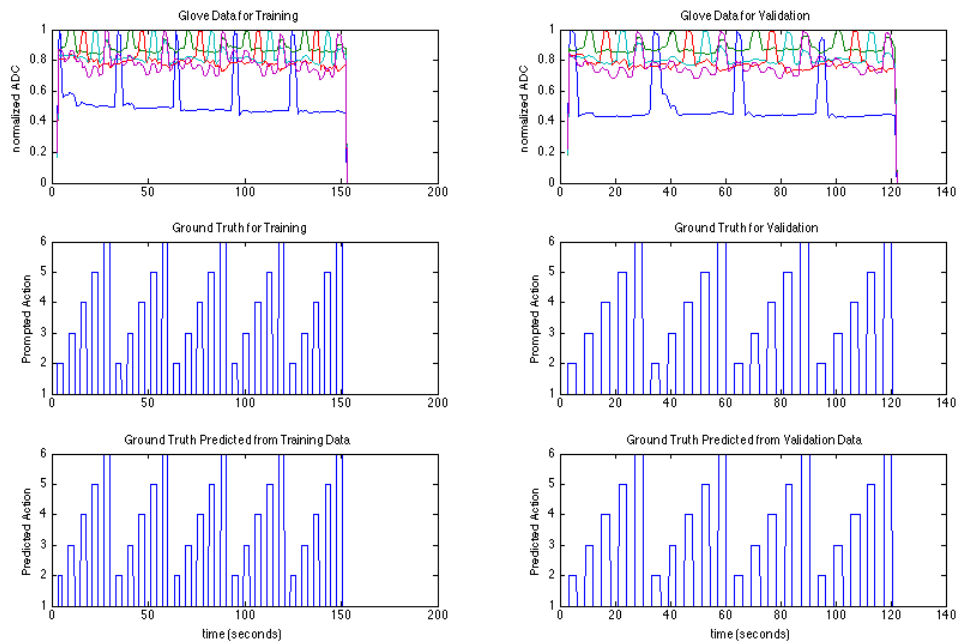 Glove Data for Training
normalized ADC
1
0.8
0.6
0.4
0.2
0
0 50 100 150 200
Glove Data for Validation
normalized ADC
1
0.8
0.6
0.4
0.2
0
0 20 40 60 80 100 120 140
Ground Truth for Training
Prompted Action
6
5
4
3
2
1
0 50 100 150 200
Ground Truth for Validation
Prompted Action
6
5
4
3
2
1
0 20 40 60 80 100 120 140
Ground Truth Predicted from Training Data
Predicted Action
6
5
4
3
2
1
0 50 100 150 200
time (seconds)
Ground Truth Predicted from Validation Data
Predicted Action
6
5
4
3
2
1
0 20 40 60 80 100 120 140
time (seconds)